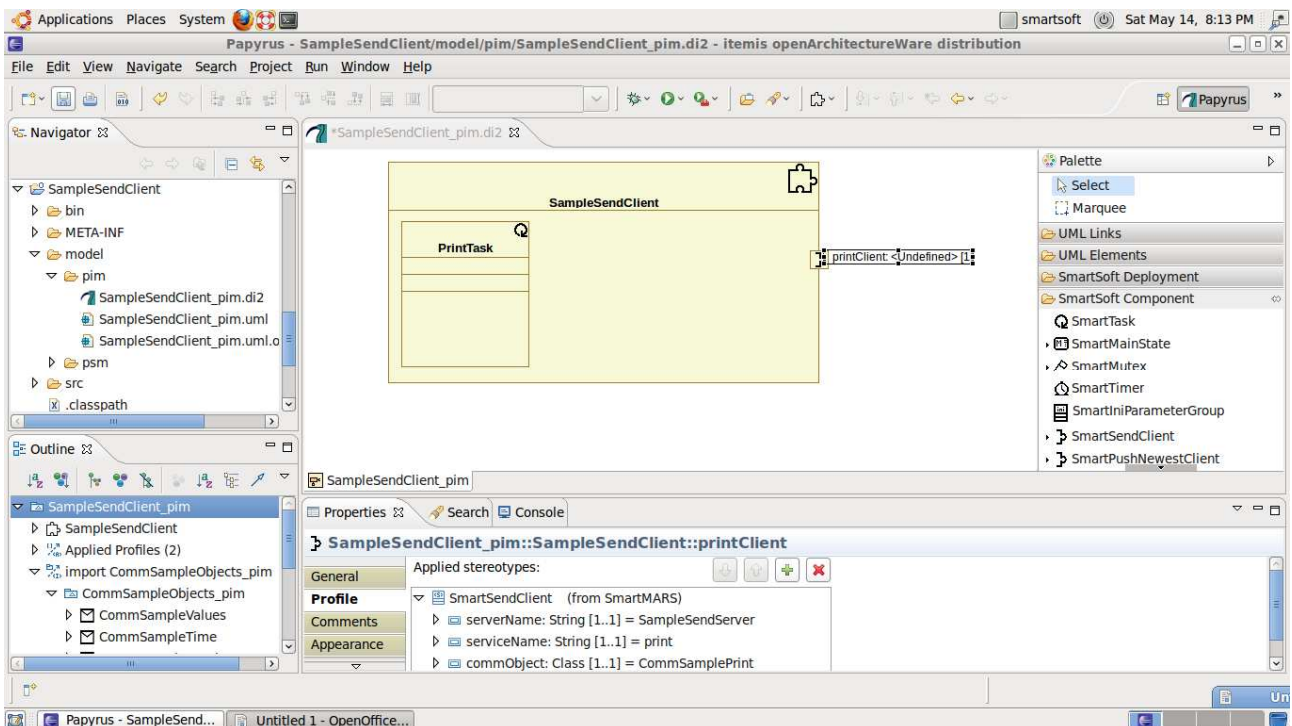 Applications Places System smartsoft Sat May 14, 8:13 PM
Papyrus - SampleSendClient/model/pim/SampleSendClient_pim.di2 - itemis openArchitectureWare distribution
File Edit View Navigate Search Project Run Window Help
Papyrus »
Navigator
*SampleSendClient_pim.di2
SampleSendClient
bin
META-INF
model
pim
SampleSendClient_pim.di2
SampleSendClient_pim.uml
SampleSendClient_pim.uml.o
psm
src
.classpath
SampleSendClient
PrintTask
printClient: <Undefined> [1
Palette
Select
Marquee
UML Links
UML Elements
SmartSoft Deployment
SmartSoft Component
SmartTask
SmartMainState
SmartMutex
SmartTimer
SmartIniParameterGroup
SmartSendClient
SmartPushNewestClient
SampleSendClient_pim
Outline
SampleSendClient_pim
SampleSendClient
Applied Profiles (2)
import CommSampleObjects_pim
CommSampleObjects_pim
CommSampleValues
CommSampleTime
Properties Search Console
SampleSendClient_pim::SampleSendClient::printClient
General
Profile
Comments
Appearance
Applied stereotypes:
SmartSendClient (from SmartMARS)
serverName: String [1..1] = SampleSendServer
serviceName: String [1..1] = print
commObject: Class [1..1] = CommSamplePrint
Un
Papyrus - SampleSend... Untitled 1 - OpenOffice...